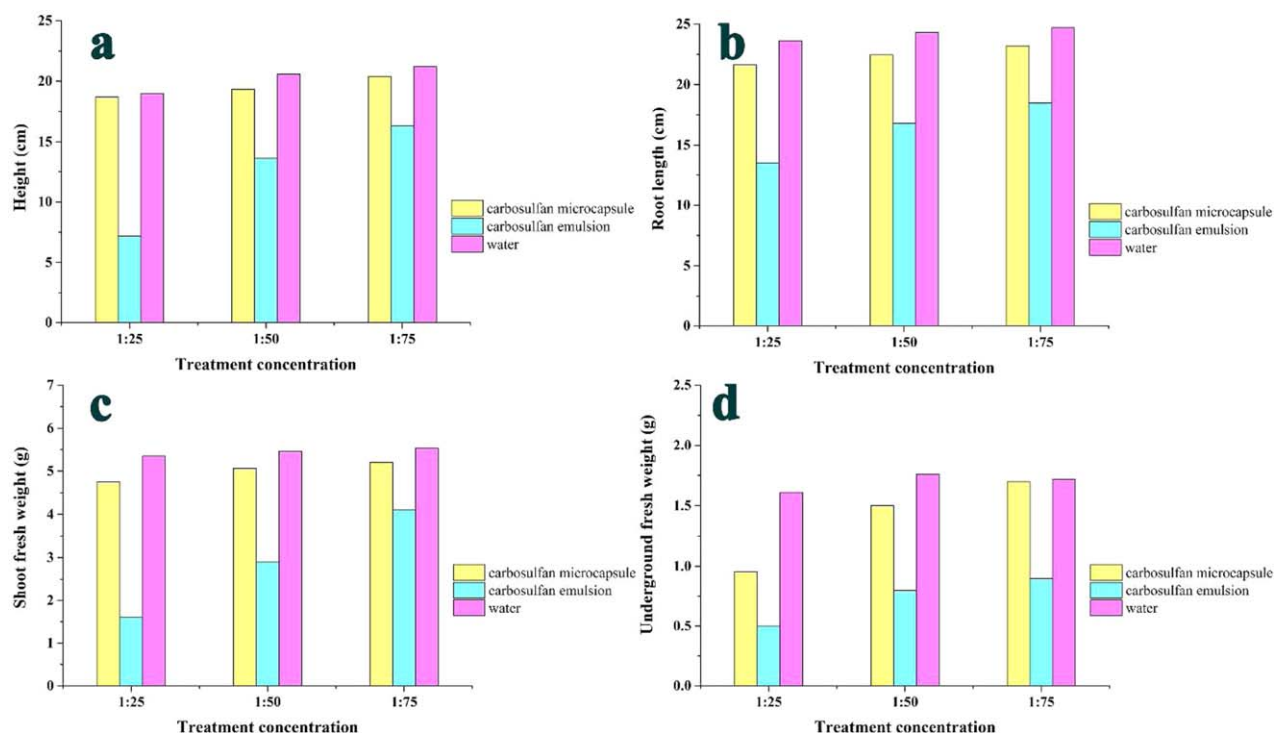 a
25
20
15
10
5
0
Height (cm)
1:25 1:50 1:75
Treatment concentration
carbosulfan microcapsule
carbosulfan emulsion
water
b
25
20
15
10
5
0
Root length (cm)
1:25 1:50 1:75
Treatment concentration
carbosulfan microcapsule
carbosulfan emulsion
water
c
7
6
5
4
3
2
1
0
Shoot fresh weight (g)
1:25 1:50 1:75
Treatment concentration
carbosulfan microcapsule
carbosulfan emulsion
water
d
2.5
2.0
1.5
1.0
0.5
0.0
Underground fresh weight (g)
1:25 1:50 1:75
Treatment concentration
carbosulfan microcapsule
carbosulfan emulsion
water